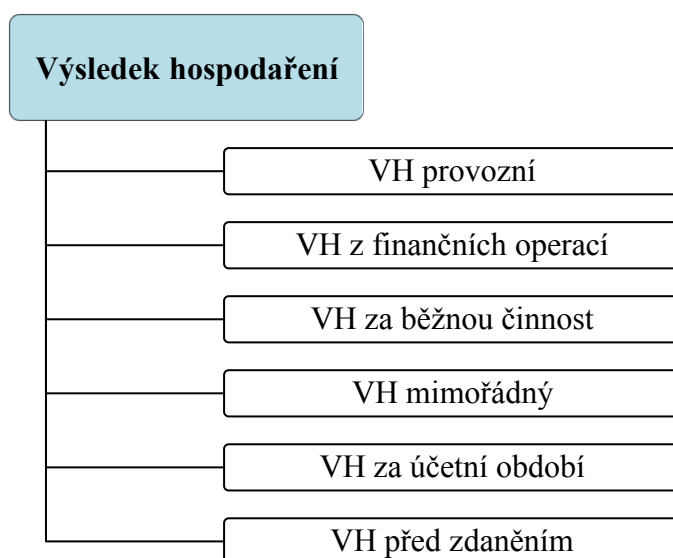 Výsledek hospodaření
VH provozní
VH z finančních operací
VH za běžnou činnost
VH mimořádný
VH za účetní období
VH před zdaněním